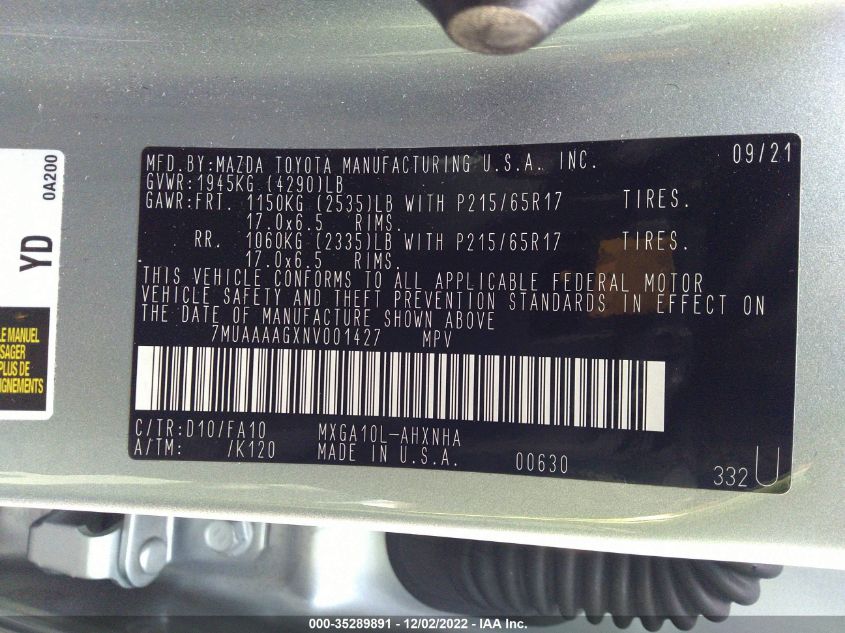 MFD.BY:MAZDA TOYOTA MANUFACTURING U.S.A. INC. 09/21
GVWR:1945KG (4290)LB
GAWR:FRT. 1150KG (2535)LB WITH P215/65R17 TIRES.
17.0x6.5 RIMS.
RR. 1060KG (2335)LB WITH P215/65R17 TIRES.
17.0x6.5 RIMS.
THIS VEHICLE CONFORMS TO ALL APPLICABLE FEDERAL MOTOR
VEHICLE SAFETY AND THEFT PREVENTION STANDARDS IN EFFECT ON
THE DATE OF MANUFACTURE SHOWN ABOVE
7MUAAAAGXNV001427 MPV
C/TR:D10/FA10 MXGA10L-AHXNHA
A/TM: /K120 MADE IN U.S.A. 00630
332U
0A200
YD
LE MANUEL
SAGER
PLUS DE
IGNEMENTS
000-35289891 - 12/02/2022 - IAA Inc.